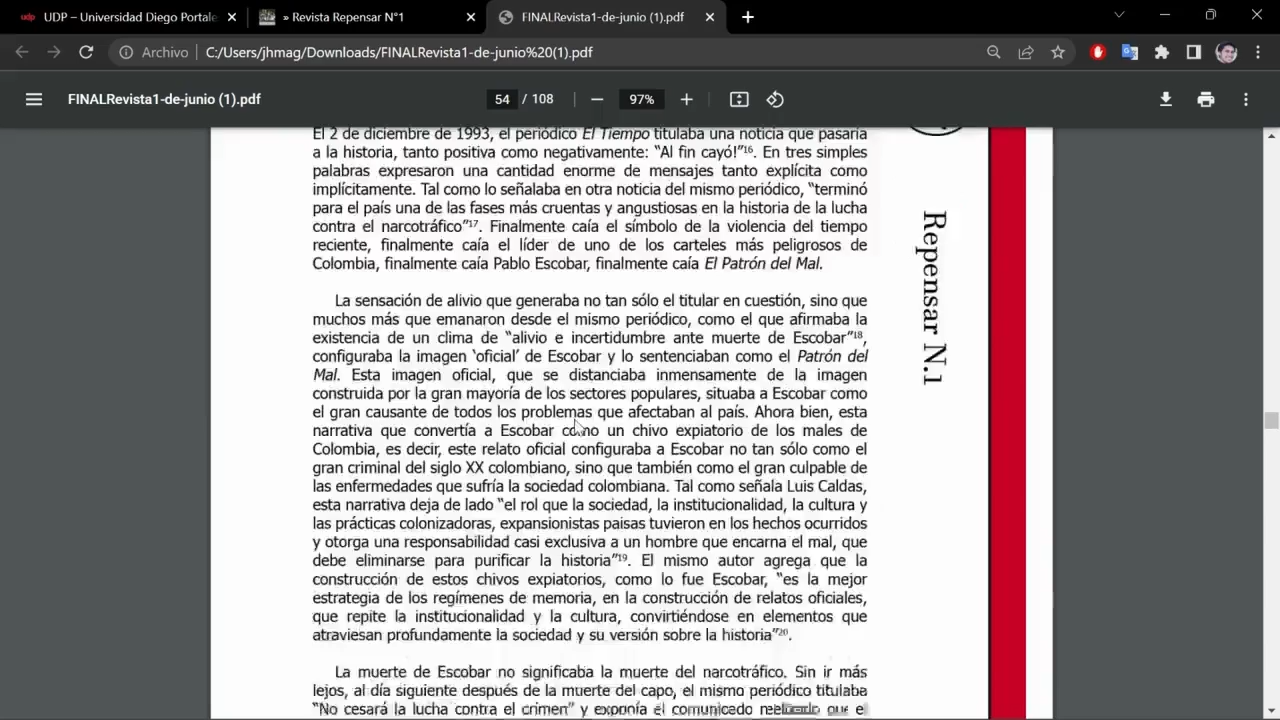 UDP – Universidad Diego Portale
» Revista Repensar N°1
FINALRevista1-de-junio (1).pdf
Archivo
C:/Users/jhmag/Downloads/FINALRevista1-de-junio%20(1).pdf
FINALRevista1-de-junio (1).pdf
54 / 108
97%
El 2 de diciembre de 1993, el periódico El Tiempo titulaba una noticia que pasaría
a la historia, tanto positiva como negativamente: “Al fin cayó!”16. En tres simples
palabras expresaron una cantidad enorme de mensajes tanto explícita como
implícitamente. Tal como lo señalaba en otra noticia del mismo periódico, “terminó
para el país una de las fases más cruentas y angustiosas en la historia de la lucha
contra el narcotráfico”17. Finalmente caía el símbolo de la violencia del tiempo
reciente, finalmente caía el líder de uno de los carteles más peligrosos de
Colombia, finalmente caía Pablo Escobar, finalmente caía El Patrón del Mal.
La sensación de alivio que generaba no tan sólo el titular en cuestión, sino que
muchos más que emanaron desde el mismo periódico, como el que afirmaba la
existencia de un clima de “alivio e incertidumbre ante muerte de Escobar”18,
configuraba la imagen ‘oficial’ de Escobar y lo sentenciaban como el Patrón del
Mal. Esta imagen oficial, que se distanciaba inmensamente de la imagen
construida por la gran mayoría de los sectores populares, situaba a Escobar como
el gran causante de todos los problemas que afectaban al país. Ahora bien, esta
narrativa que convertía a Escobar como un chivo expiatorio de los males de
Colombia, es decir, este relato oficial configuraba a Escobar no tan sólo como el
gran criminal del siglo XX colombiano, sino que también como el gran culpable de
las enfermedades que sufría la sociedad colombiana. Tal como señala Luis Caldas,
esta narrativa deja de lado “el rol que la sociedad, la institucionalidad, la cultura y
las prácticas colonizadoras, expansionistas paisas tuvieron en los hechos ocurridos
y otorga una responsabilidad casi exclusiva a un hombre que encarna el mal, que
debe eliminarse para purificar la historia”19. El mismo autor agrega que la
construcción de estos chivos expiatorios, como lo fue Escobar, “es la mejor
estrategia de los regímenes de memoria, en la construcción de relatos oficiales,
que repite la institucionalidad y la cultura, convirtiéndose en elementos que
atraviesan profundamente la sociedad y su versión sobre la historia”20.
La muerte de Escobar no significaba la muerte del narcotráfico. Sin ir más
lejos, al día siguiente después de la muerte del capo, el mismo periódico titulaba
“No cesará la lucha contra el crimen” y exponía el comunicado que el
Repensar N.1